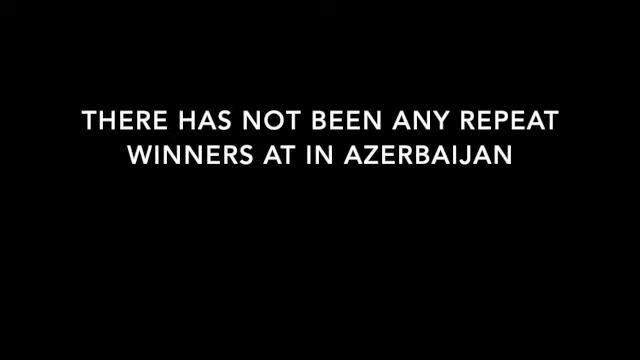 THERE HAS NOT BEEN ANY REPEAT
WINNERS AT IN AZERBAIJAN